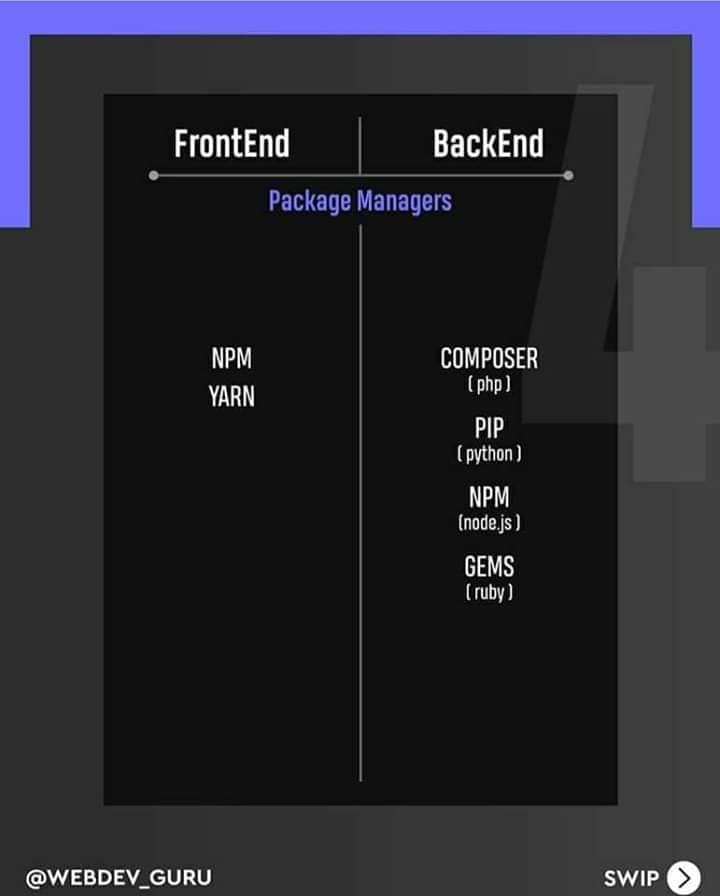 4
FrontEnd
BackEnd
Package Managers
NPM
YARN
COMPOSER
( php )
PIP
( python )
NPM
(node.js )
GEMS
( ruby )
@WEBDEV_GURU
SWIP